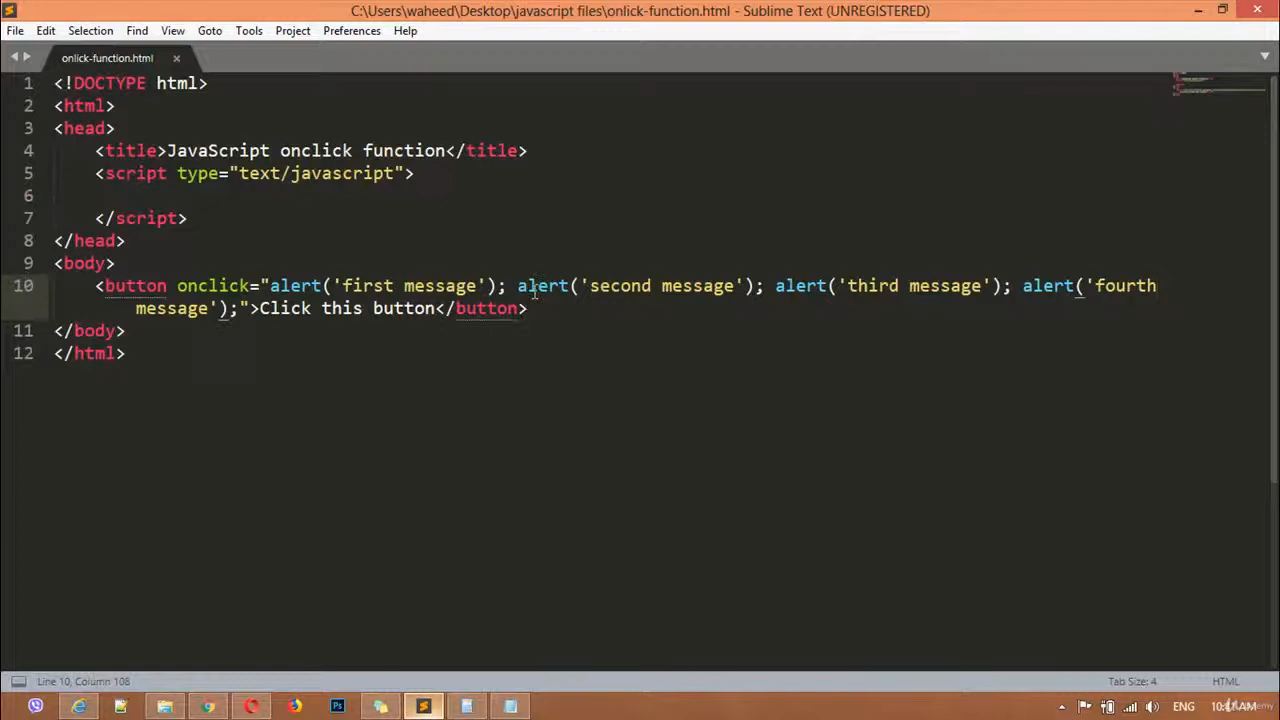 C:\Users\waheed\Desktop\javascript files\onlick-function.html - Sublime Text (UNREGISTERED)
File Edit Selection Find View Goto Tools Project Preferences Help
onlick-function.html
1 <!DOCTYPE html>
2 <html>
3 <head>
4 <title>JavaScript onclick function</title>
5 <script type="text/javascript">
6
7 </script>
8 </head>
9 <body>
10 <button onclick="alert('first message'); alert('second message'); alert('third message'); alert('fourth
message');">Click this button</button>
11 </body>
12 </html>
Line 10, Column 108 Tab Size: 4 HTML
Ps ENG